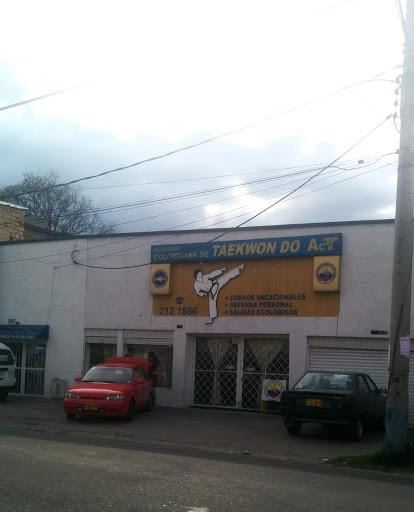 ACADEMIA
COLOMBIANA DE TAEKWON DO AcT
212 1886
• CURSOS VACACIONALES
• DEFENSA PERSONAL
• SALIDAS ECOLOGICAS